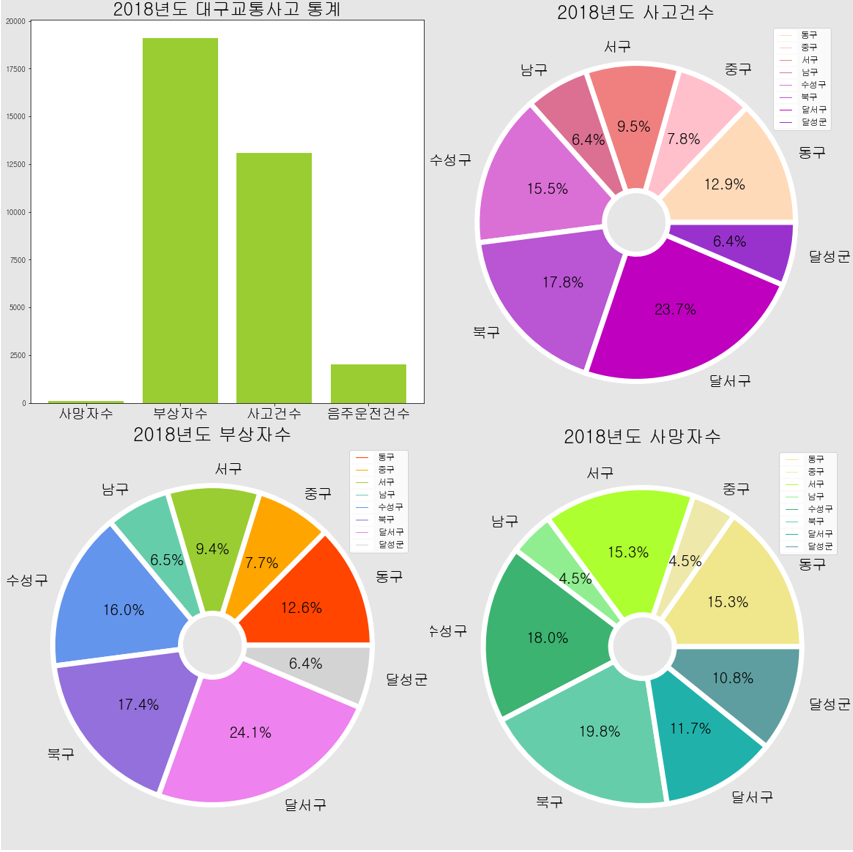 2018년도 대구교통사고 통계
20000
17500
15000
12500
10000
7500
5000
2500
0
사망자수 부상자수 사고건수 음주운전건수
2018년도 사고건수
동구
중구
서구
남구
수성구
북구
달서구
달성군
동구
12.9%
중구
7.8%
서구
9.5%
남구
6.4%
수성구
15.5%
북구
17.8%
달서구
23.7%
달성군
6.4%
2018년도 부상자수
동구
중구
서구
남구
수성구
북구
달서구
달성군
동구
12.6%
중구
7.7%
서구
9.4%
남구
6.5%
수성구
16.0%
북구
17.4%
달서구
24.1%
달성군
6.4%
2018년도 사망자수
동구
중구
서구
남구
수성구
북구
달서구
달성군
동구
15.3%
중구
4.5%
서구
15.3%
남구
4.5%
수성구
18.0%
북구
19.8%
달서구
11.7%
달성군
10.8%